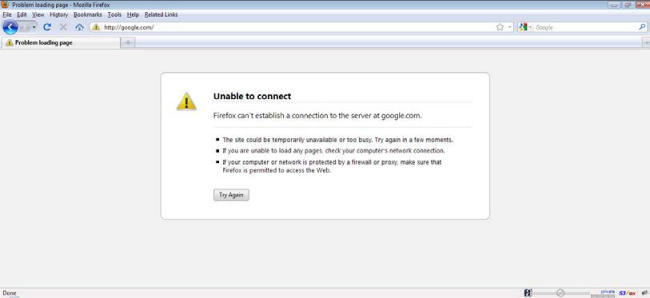 Problem loading page - Mozilla Firefox
File Edit View History Bookmarks Tools Help Related Links
http://google.com/
Google
Problem loading page
Unable to connect
Firefox can't establish a connection to the server at google.com.
The site could be temporarily unavailable or too busy. Try again in a few moments.
If you are unable to load any pages, check your computer's network connection.
If your computer or network is protected by a firewall or proxy, make sure that
Firefox is permitted to access the Web.
Try Again
Done
private